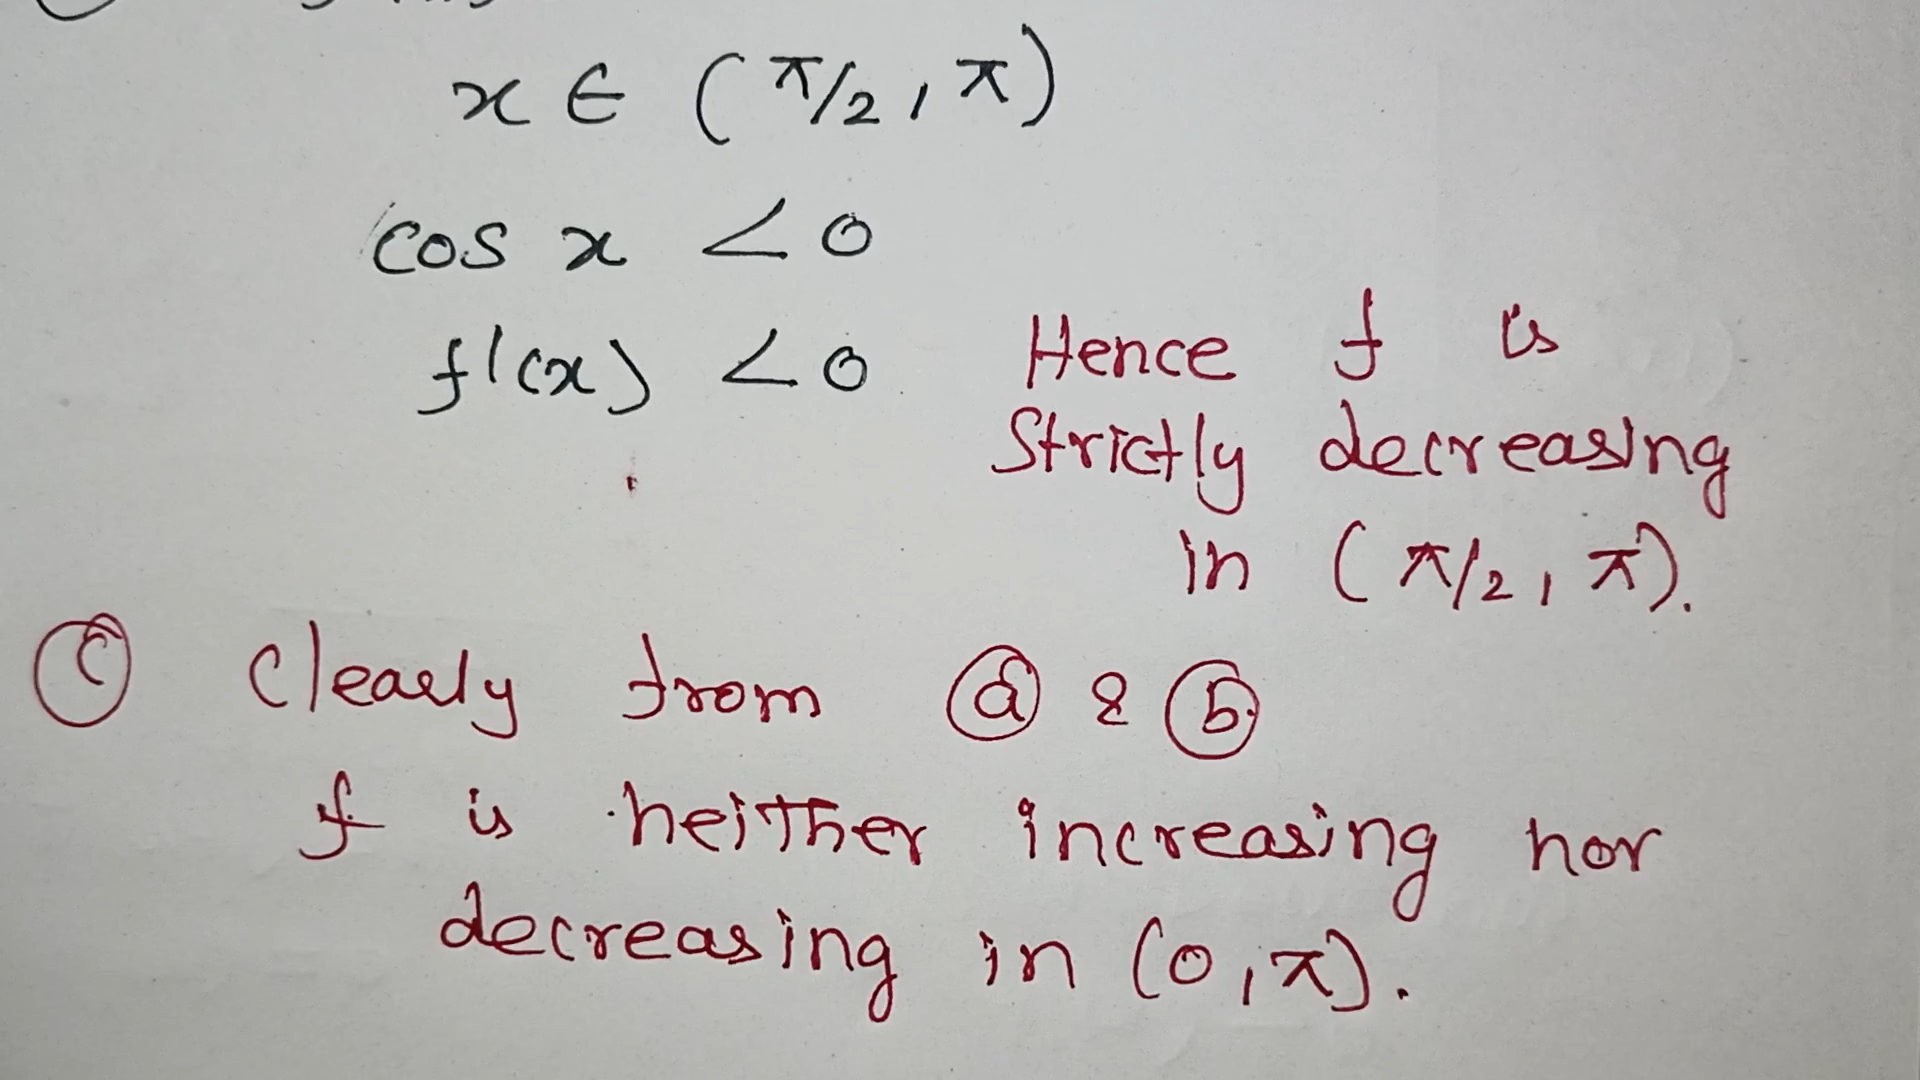 x ∈ (π/2, π)
cos x < 0
f'(x) < 0 Hence f is
Strictly decreasing
in (π/2, π).
(c) Clearly from (a) & (b)
f is neither increasing nor
decreasing in (0, π).